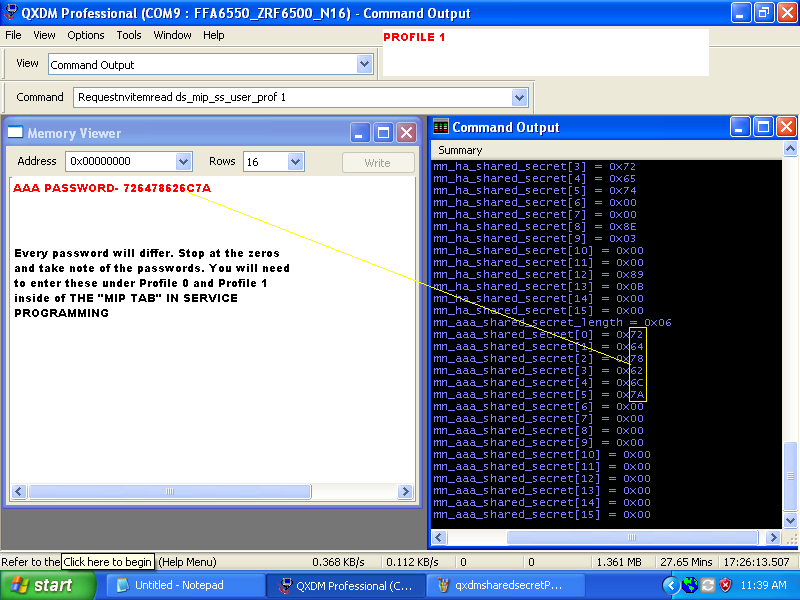 QXDM Professional (COM9 : FFA6550_ZRF6500_N16) - Command Output
File View Options Tools Window Help
PROFILE 1
View Command Output
Command Requestnvitemread ds_mip_ss_user_prof 1
Memory Viewer
Address 0x00000000 Rows 16 Write
AAA PASSWORD- 726478626C7A
Every password will differ. Stop at the zeros
and take note of the passwords. You will need
to enter these under Profile 0 and Profile 1
inside of THE "MIP TAB" IN SERVICE
PROGRAMMING
Command Output
Summary
mn_ha_shared_secret[3] = 0x72
mn_ha_shared_secret[4] = 0x65
mn_ha_shared_secret[5] = 0x74
mn_ha_shared_secret[6] = 0x00
mn_ha_shared_secret[7] = 0x00
mn_ha_shared_secret[8] = 0x8E
mn_ha_shared_secret[9] = 0x03
mn_ha_shared_secret[10] = 0x00
mn_ha_shared_secret[11] = 0x00
mn_ha_shared_secret[12] = 0x89
mn_ha_shared_secret[13] = 0x0B
mn_ha_shared_secret[14] = 0x00
mn_ha_shared_secret[15] = 0x00
mn_aaa_shared_secret_length = 0x06
mn_aaa_shared_secret[0] = 0x72
mn_aaa_shared_secret[1] = 0x64
mn_aaa_shared_secret[2] = 0x78
mn_aaa_shared_secret[3] = 0x62
mn_aaa_shared_secret[4] = 0x6C
mn_aaa_shared_secret[5] = 0x7A
mn_aaa_shared_secret[6] = 0x00
mn_aaa_shared_secret[7] = 0x00
mn_aaa_shared_secret[8] = 0x00
mn_aaa_shared_secret[9] = 0x00
mn_aaa_shared_secret[10] = 0x00
mn_aaa_shared_secret[11] = 0x00
mn_aaa_shared_secret[12] = 0x00
mn_aaa_shared_secret[13] = 0x00
mn_aaa_shared_secret[14] = 0x00
mn_aaa_shared_secret[15] = 0x00
Refer to the Click here to begin (Help Menu) 0.368 KB/s 0.112 KB/s 0 0 1.361 MB 27.65 Mins 17:26:13.507
start Untitled - Notepad QXDM Professional (C... qxdmsharedsecretP... 11:39 AM